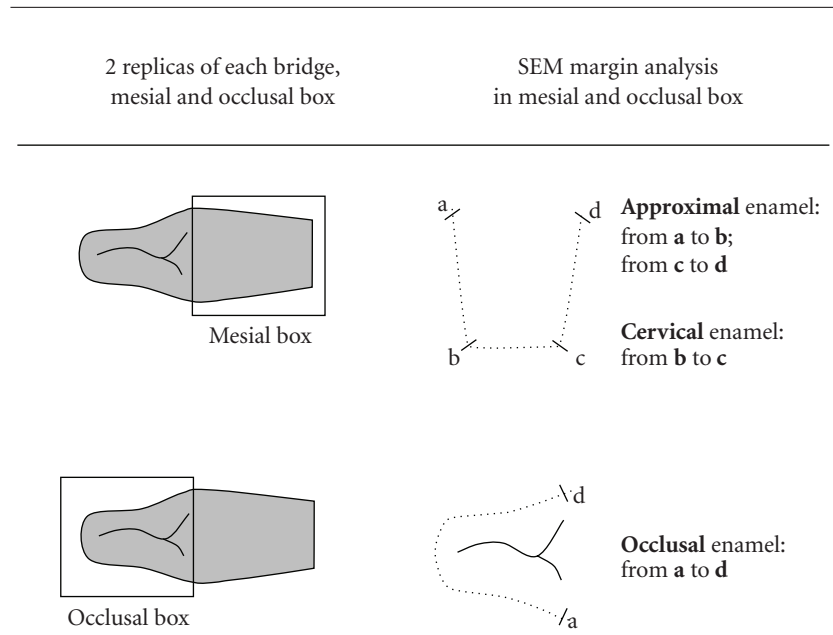 2 replicas of each bridge,
mesial and occlusal box
SEM margin analysis
in mesial and occlusal box
Mesial box
a
d
b
c
Approximal enamel:
from a to b;
from c to d
Cervical enamel:
from b to c
Occlusal box
d
a
Occlusal enamel:
from a to d